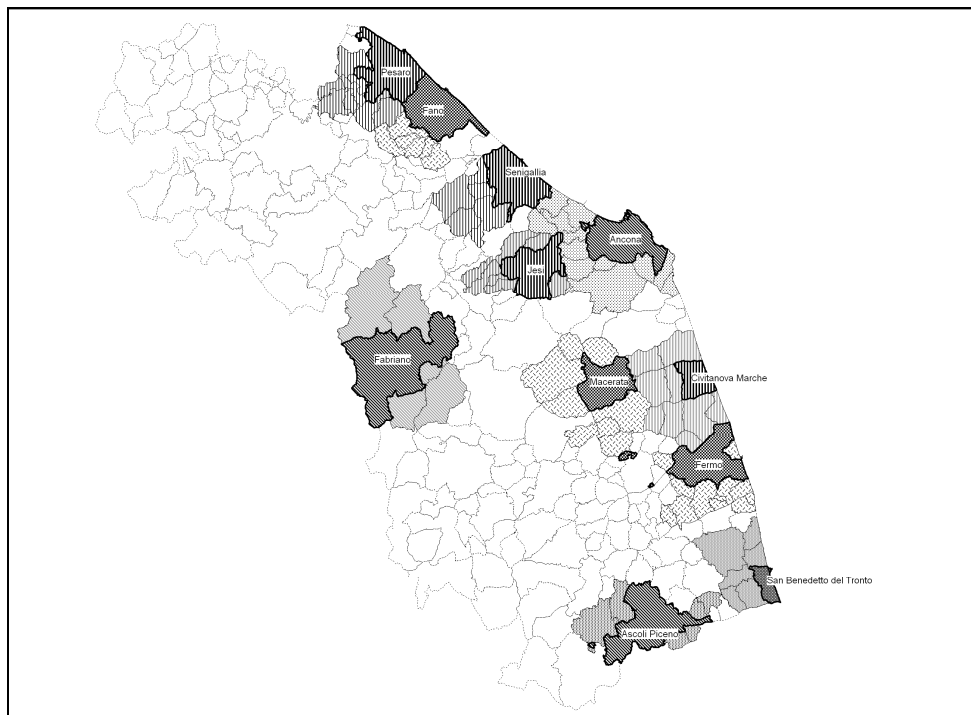 Pesaro
Fano
Senigallia
Ancona
Jesi
Fabriano
Macerata
Civitanova Marche
Fermo
San Benedetto del Tronto
Ascoli Piceno